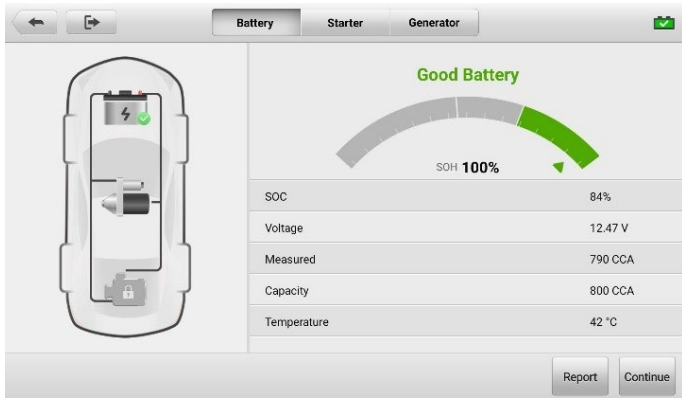 Battery Starter Generator
Good Battery
SOH 100%
SOC 84%
Voltage 12.47 V
Measured 790 CCA
Capacity 800 CCA
Temperature 42 °C
Report Continue